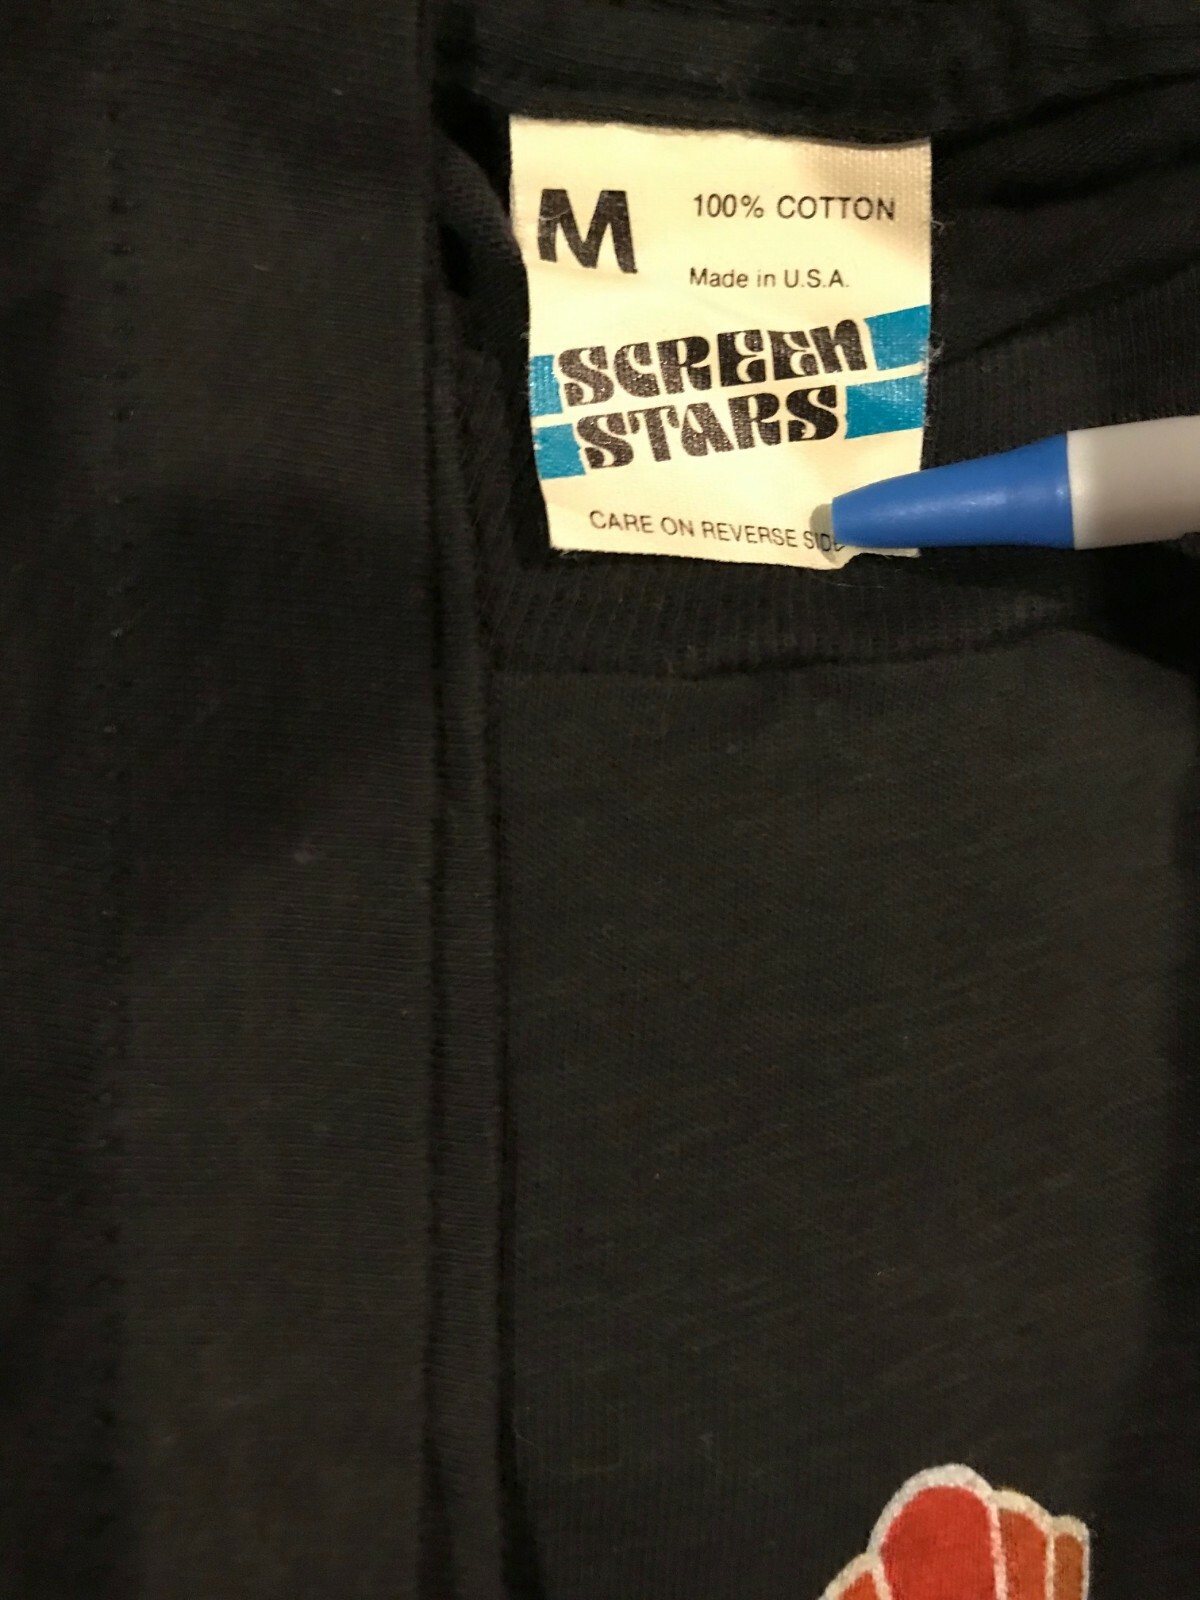 M
100% COTTON
Made in U.S.A.
SCREEN
STARS
CARE ON REVERSE SIDE